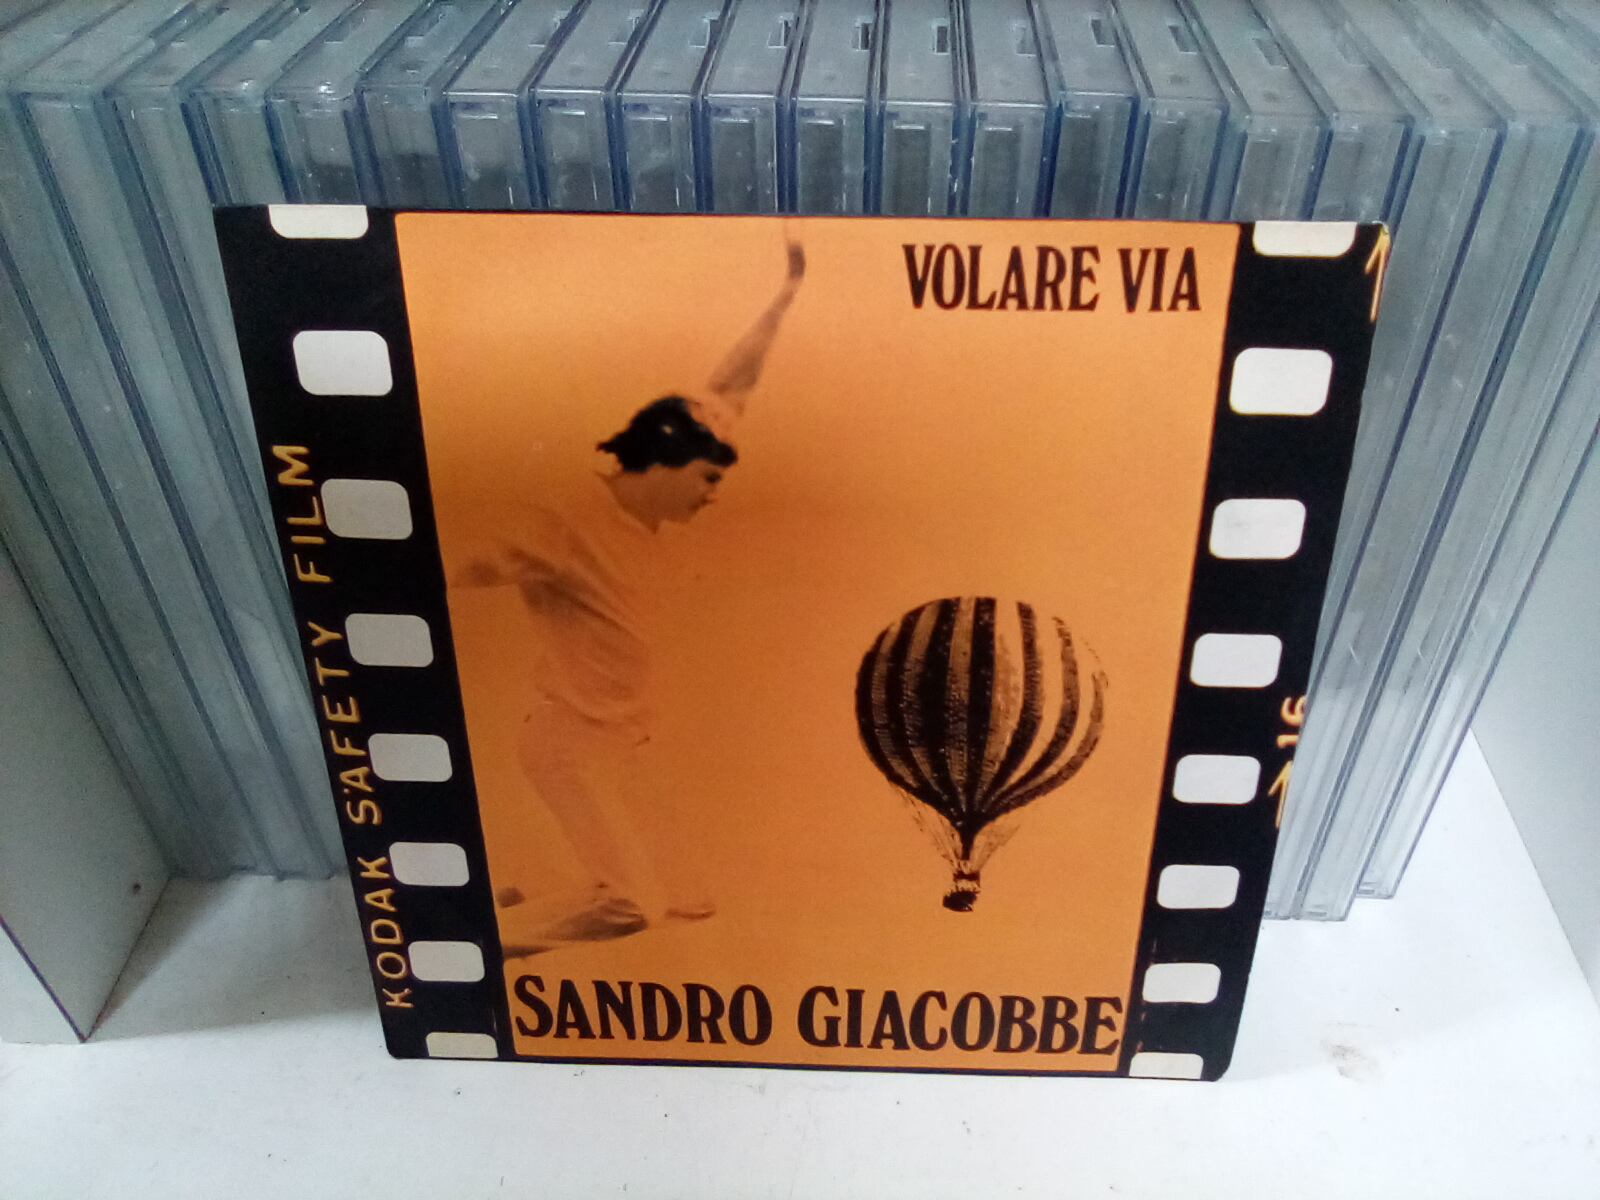 VOLARE VIA
KODAK SAFETY FILM
16
SANDRO GIACOBBE